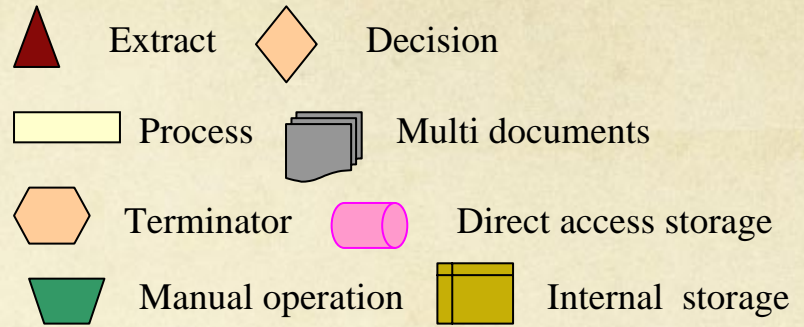 Extract Decision
Process Multi documents
Terminator Direct access storage
Manual operation Internal storage